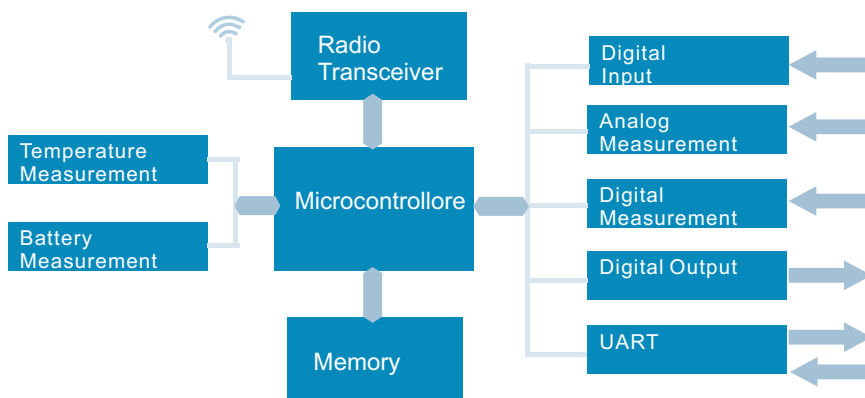 Radio
Transceiver
Digital
Input
Analog
Measurement
Temperature
Measurement
Microcontrollore
Digital
Measurement
Battery
Measurement
Digital Output
Memory
UART